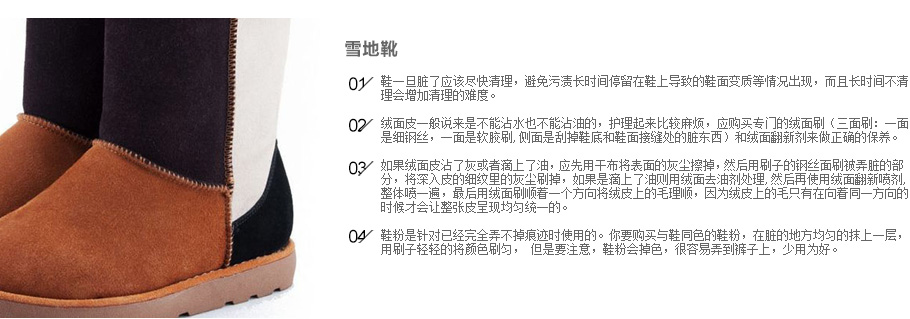 雪地靴
01 鞋一旦脏了应该尽快清理，避免污渍长时间停留在鞋上导致的鞋面变质等情况出现，而且长时间不清
理会增加清理的难度。
02 绒面皮一般说来是不能沾水也不能沾油的，护理起来比较麻烦，应购买专门的绒面刷（三面刷：一面
是细钢丝，一面是软胶刷，侧面是刮掉鞋底和鞋面接缝处的脏东西）和绒面翻新剂来做正确的保养。
03 如果绒面皮沾了灰或者滴上了油，应先用干布将表面的灰尘擦掉，然后用刷子的钢丝面刷被弄脏的部
分，将深入皮的细纹里的灰尘刷掉，如果是滴上了油则用绒面去油剂处理，然后再使用绒面翻新喷剂，
整体喷一遍，最后用绒面刷顺着一个方向将绒皮上的毛理顺，因为绒皮上的毛只有在向着同一方向的
时候才会让整张皮呈现均匀统一的。
04 鞋粉是针对已经完全弄不掉痕迹时使用的。你要购买与鞋同色的鞋粉，在脏的地方均匀的抹上一层，
用刷子轻轻的将颜色刷匀， 但是要注意，鞋粉会掉色，很容易弄到裤子上，少用为好。